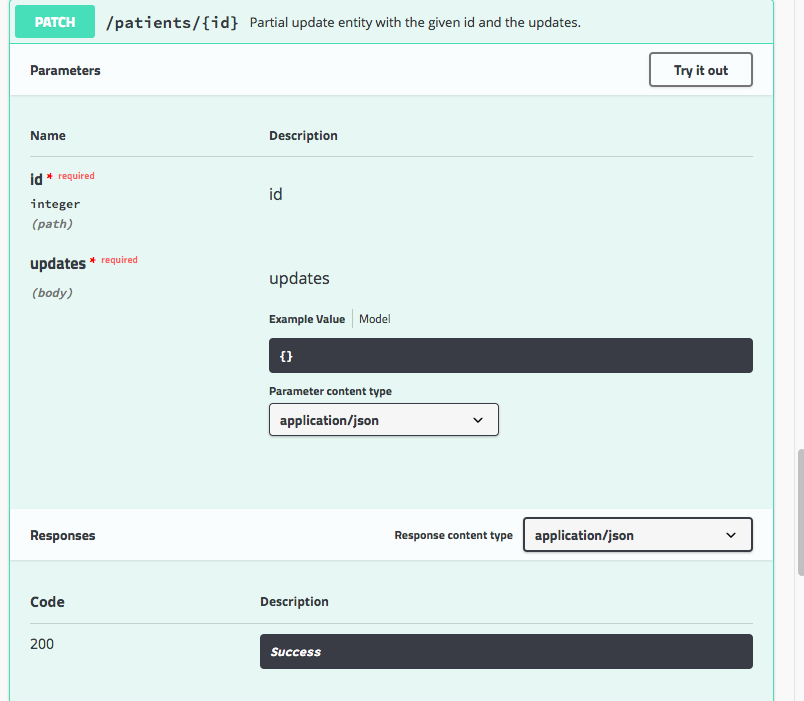 PATCH /patients/{id} Partial update entity with the given id and the updates.
Parameters Try it out
Name Description
id * required
integer
(path)
id
updates * required
(body)
updates
Example Value Model
{}
Parameter content type
application/json
Responses Response content type application/json
Code Description
200 Success